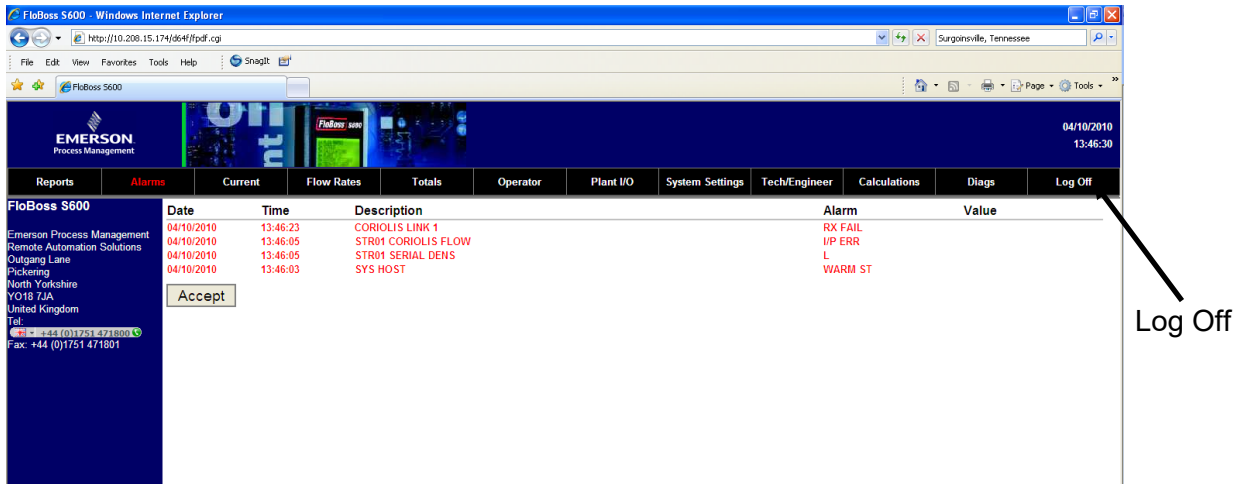 FloBoss S600 - Windows Internet Explorer
http://10.208.15.174/d64f/fpdf.cgi
Surgoinsville, Tennessee
File Edit View Favorites Tools Help SnagIt
FloBoss S600
Page Tools »
EMERSON
Process Management
FloBoss S600
04/10/2010
13:46:30
Reports Alarms Current Flow Rates Totals Operator Plant I/O System Settings Tech/Engineer Calculations Diags Log Off
FloBoss S600
Emerson Process Management
Remote Automation Solutions
Outgang Lane
Pickering
North Yorkshire
YO18 7JA
United Kingdom
Tel:
+44 (0)1751 471800
Fax: +44 (0)1751 471801
Date Time Description Alarm Value
04/10/2010 13:46:23 CORIOLIS LINK 1 RX FAIL
04/10/2010 13:46:05 STR01 CORIOLIS FLOW I/P ERR
04/10/2010 13:46:05 STR01 SERIAL DENS L
04/10/2010 13:46:03 SYS HOST WARM ST
Accept
Log Off